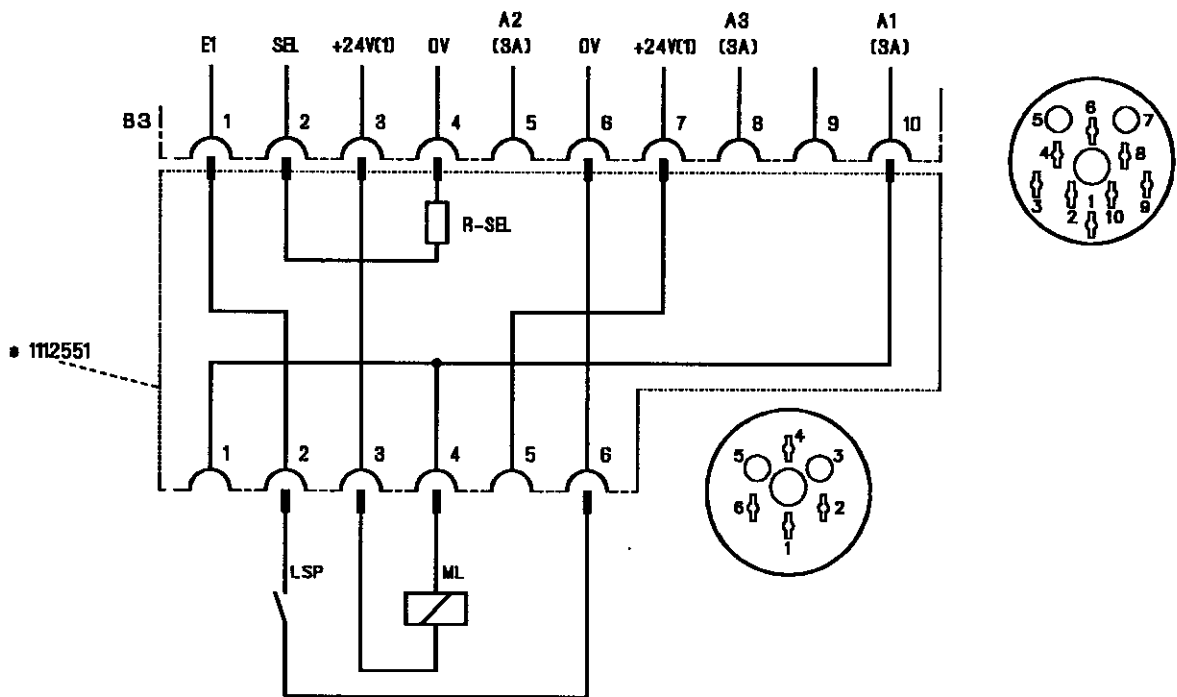 E1 SEL +24V(1) 0V A2 (3A) 0V +24V(1) A3 (3A) A1 (3A)
B3 1 2 3 4 5 6 7 8 9 10
R-SEL
* 1112551
1 2 3 4 5 6
LSP ML
6
5 7
4 8
3 2 1 10 9
4
5 3
6 2
1